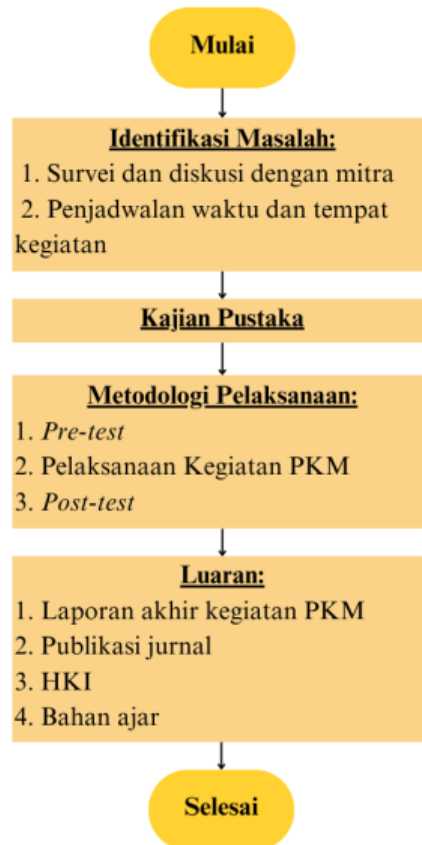 Mulai
Identifikasi Masalah:
1. Survei dan diskusi dengan mitra
2. Penjadwalan waktu dan tempat
kegiatan
Kajian Pustaka
Metodologi Pelaksanaan:
1. Pre-test
2. Pelaksanaan Kegiatan PKM
3. Post-test
Luaran:
1. Laporan akhir kegiatan PKM
2. Publikasi jurnal
3. HKI
4. Bahan ajar
Selesai